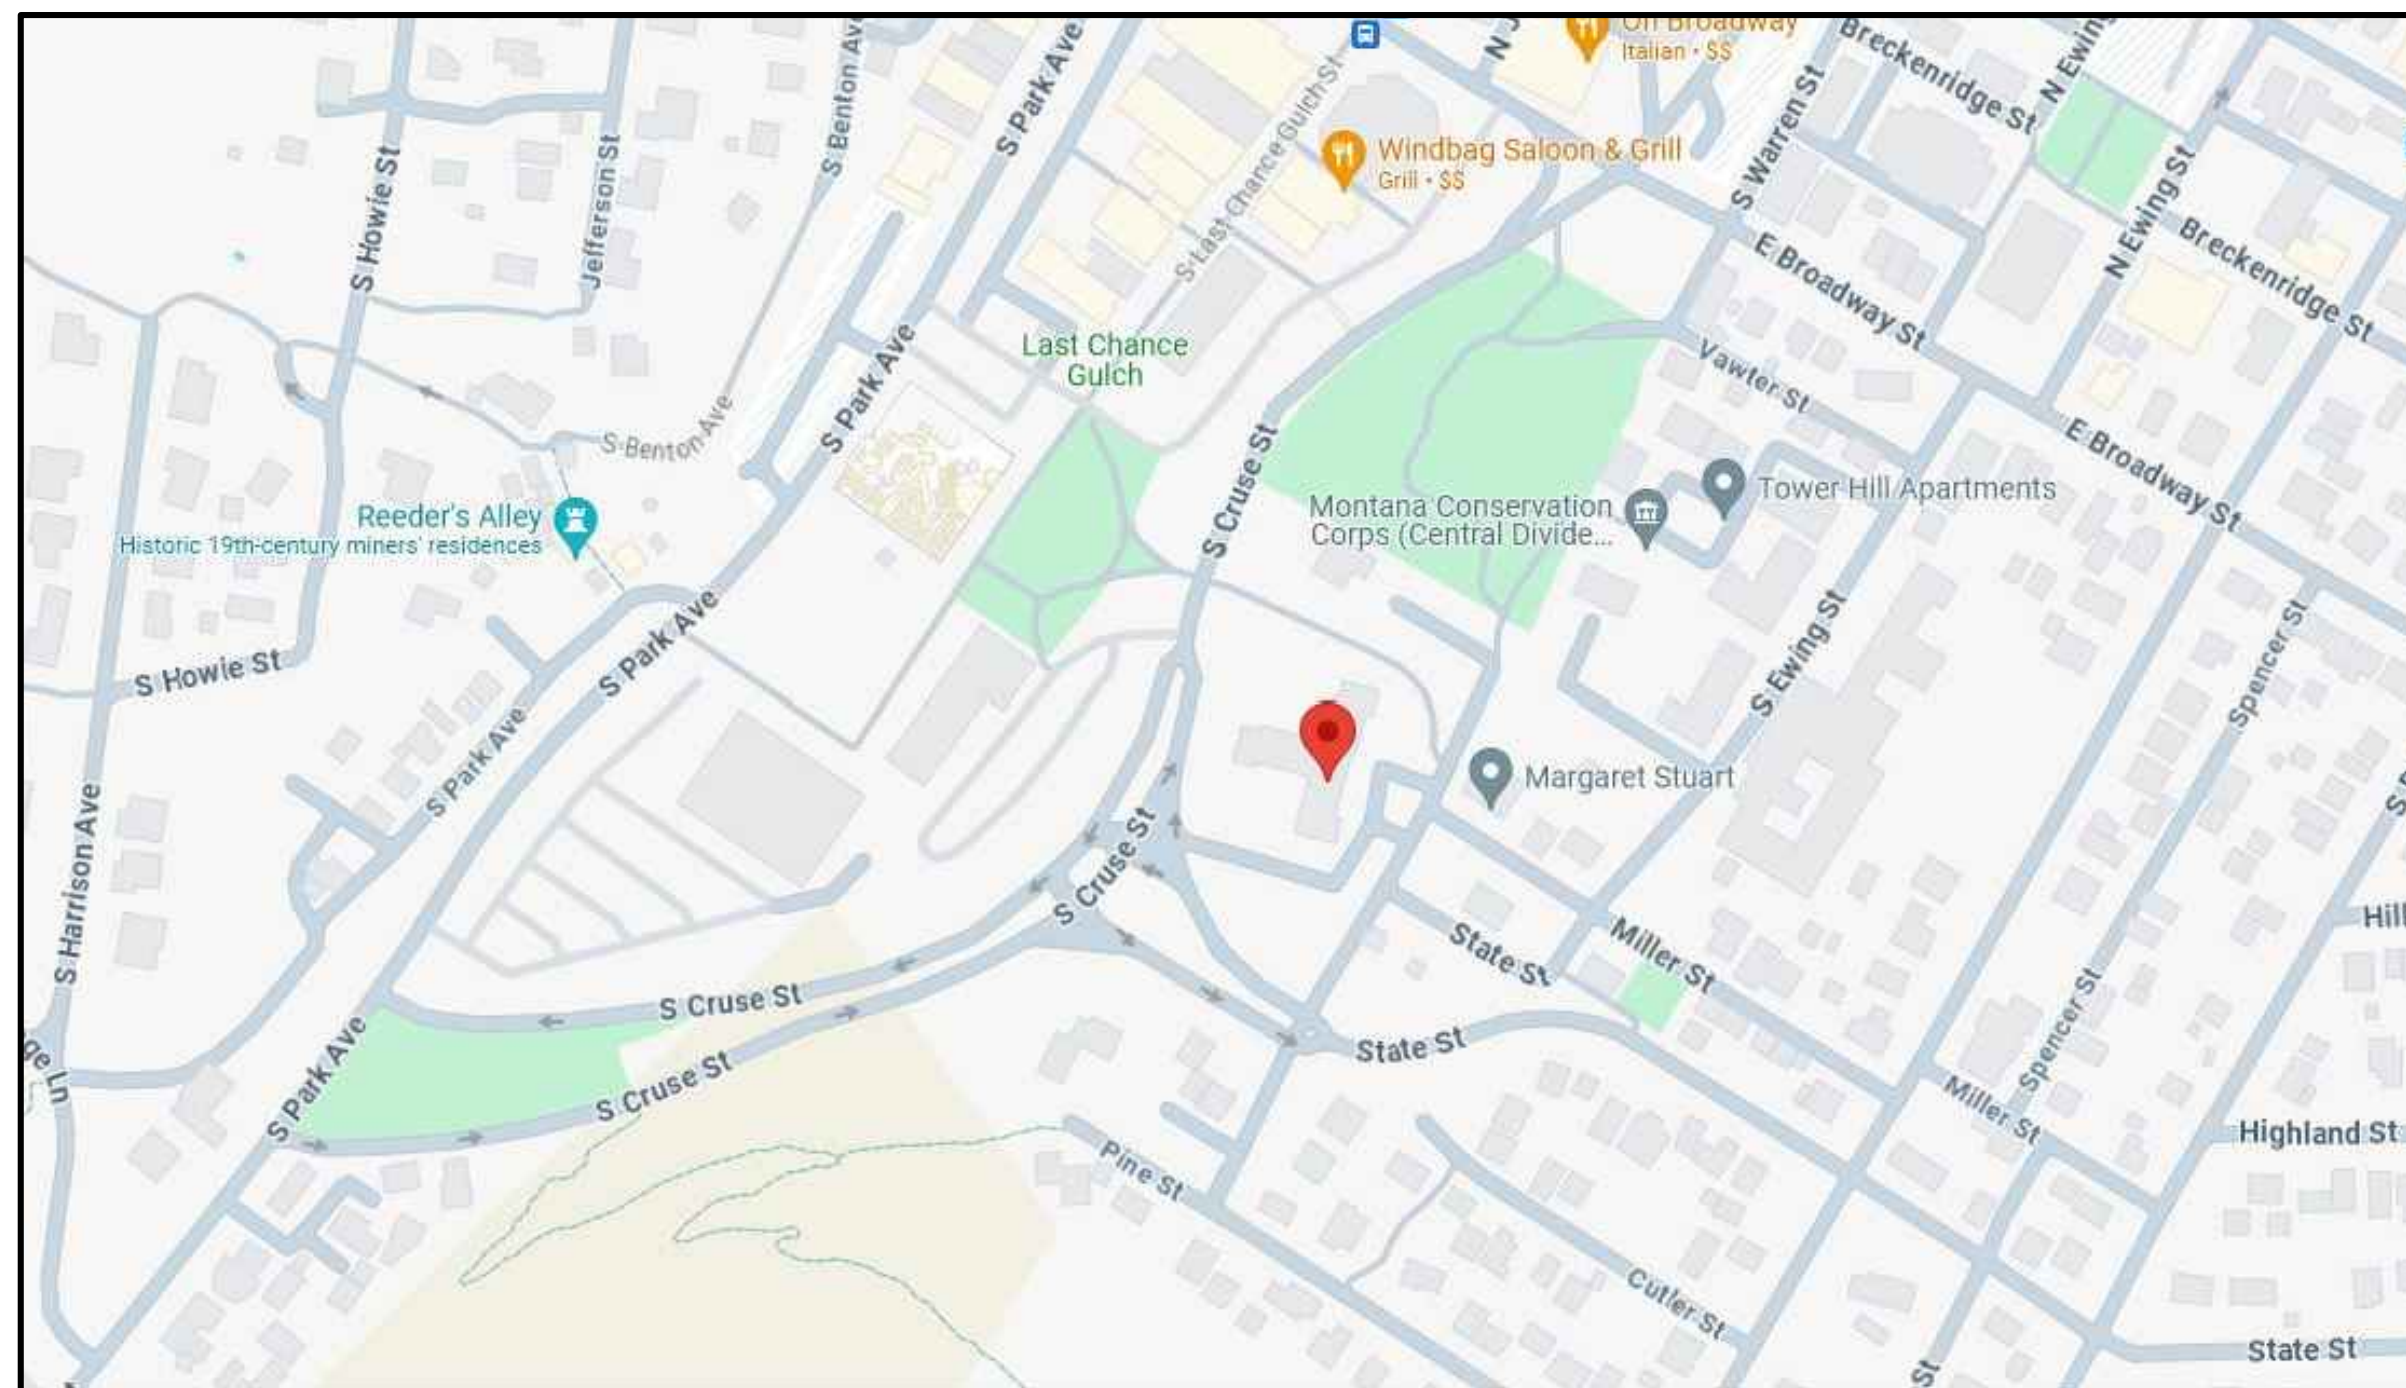 S Park Ave
S Benton Ave
On Broadway
Italian • $$
Breckenridge St
N Ewing
S Warren St
S Last Chance Gulch St
Windbag Saloon & Grill
Grill • $$
S Howie St
Jefferson St
N Ewing St
Breckenridge St
E Broadway St
Last Chance
Gulch
S Park Ave
Vawter St
S Benton Ave
S Cruse St
E Broadway St
Reeder's Alley
Historic 19th-century miners' residences
Montana Conservation
Corps (Central Divide...
Tower Hill Apartments
S Howie St
S Park Ave
S Ewing St
Spencer St
S Park Ave
Margaret Stuart
S Harrison Ave
S Cruse St
State St
Miller St
Hill
S Cruse St
S Park Ave
S Cruse St
State St
Spencer St
Miller St
Highland St
ge Ln
Pine St
Cutler St
State St
St